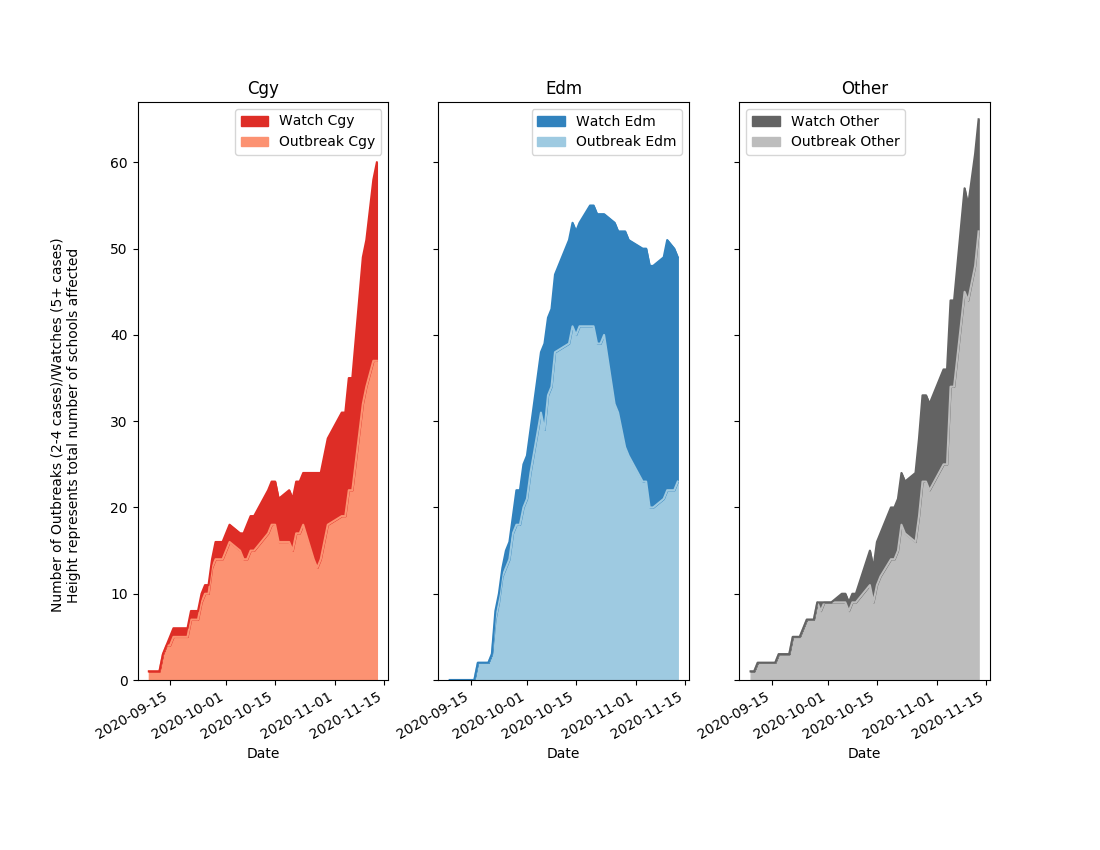 Cgy
Edm
Other
Watch Cgy
Outbreak Cgy
Watch Edm
Outbreak Edm
Watch Other
Outbreak Other
Number of Outbreaks (2-4 cases)/Watches (5+ cases)
Height represents total number of schools affected
60
50
40
30
20
10
0
2020-09-15
2020-10-01
2020-10-15
2020-11-01
2020-11-15
2020-09-15
2020-10-01
2020-10-15
2020-11-01
2020-11-15
2020-09-15
2020-10-01
2020-10-15
2020-11-01
2020-11-15
Date
Date
Date